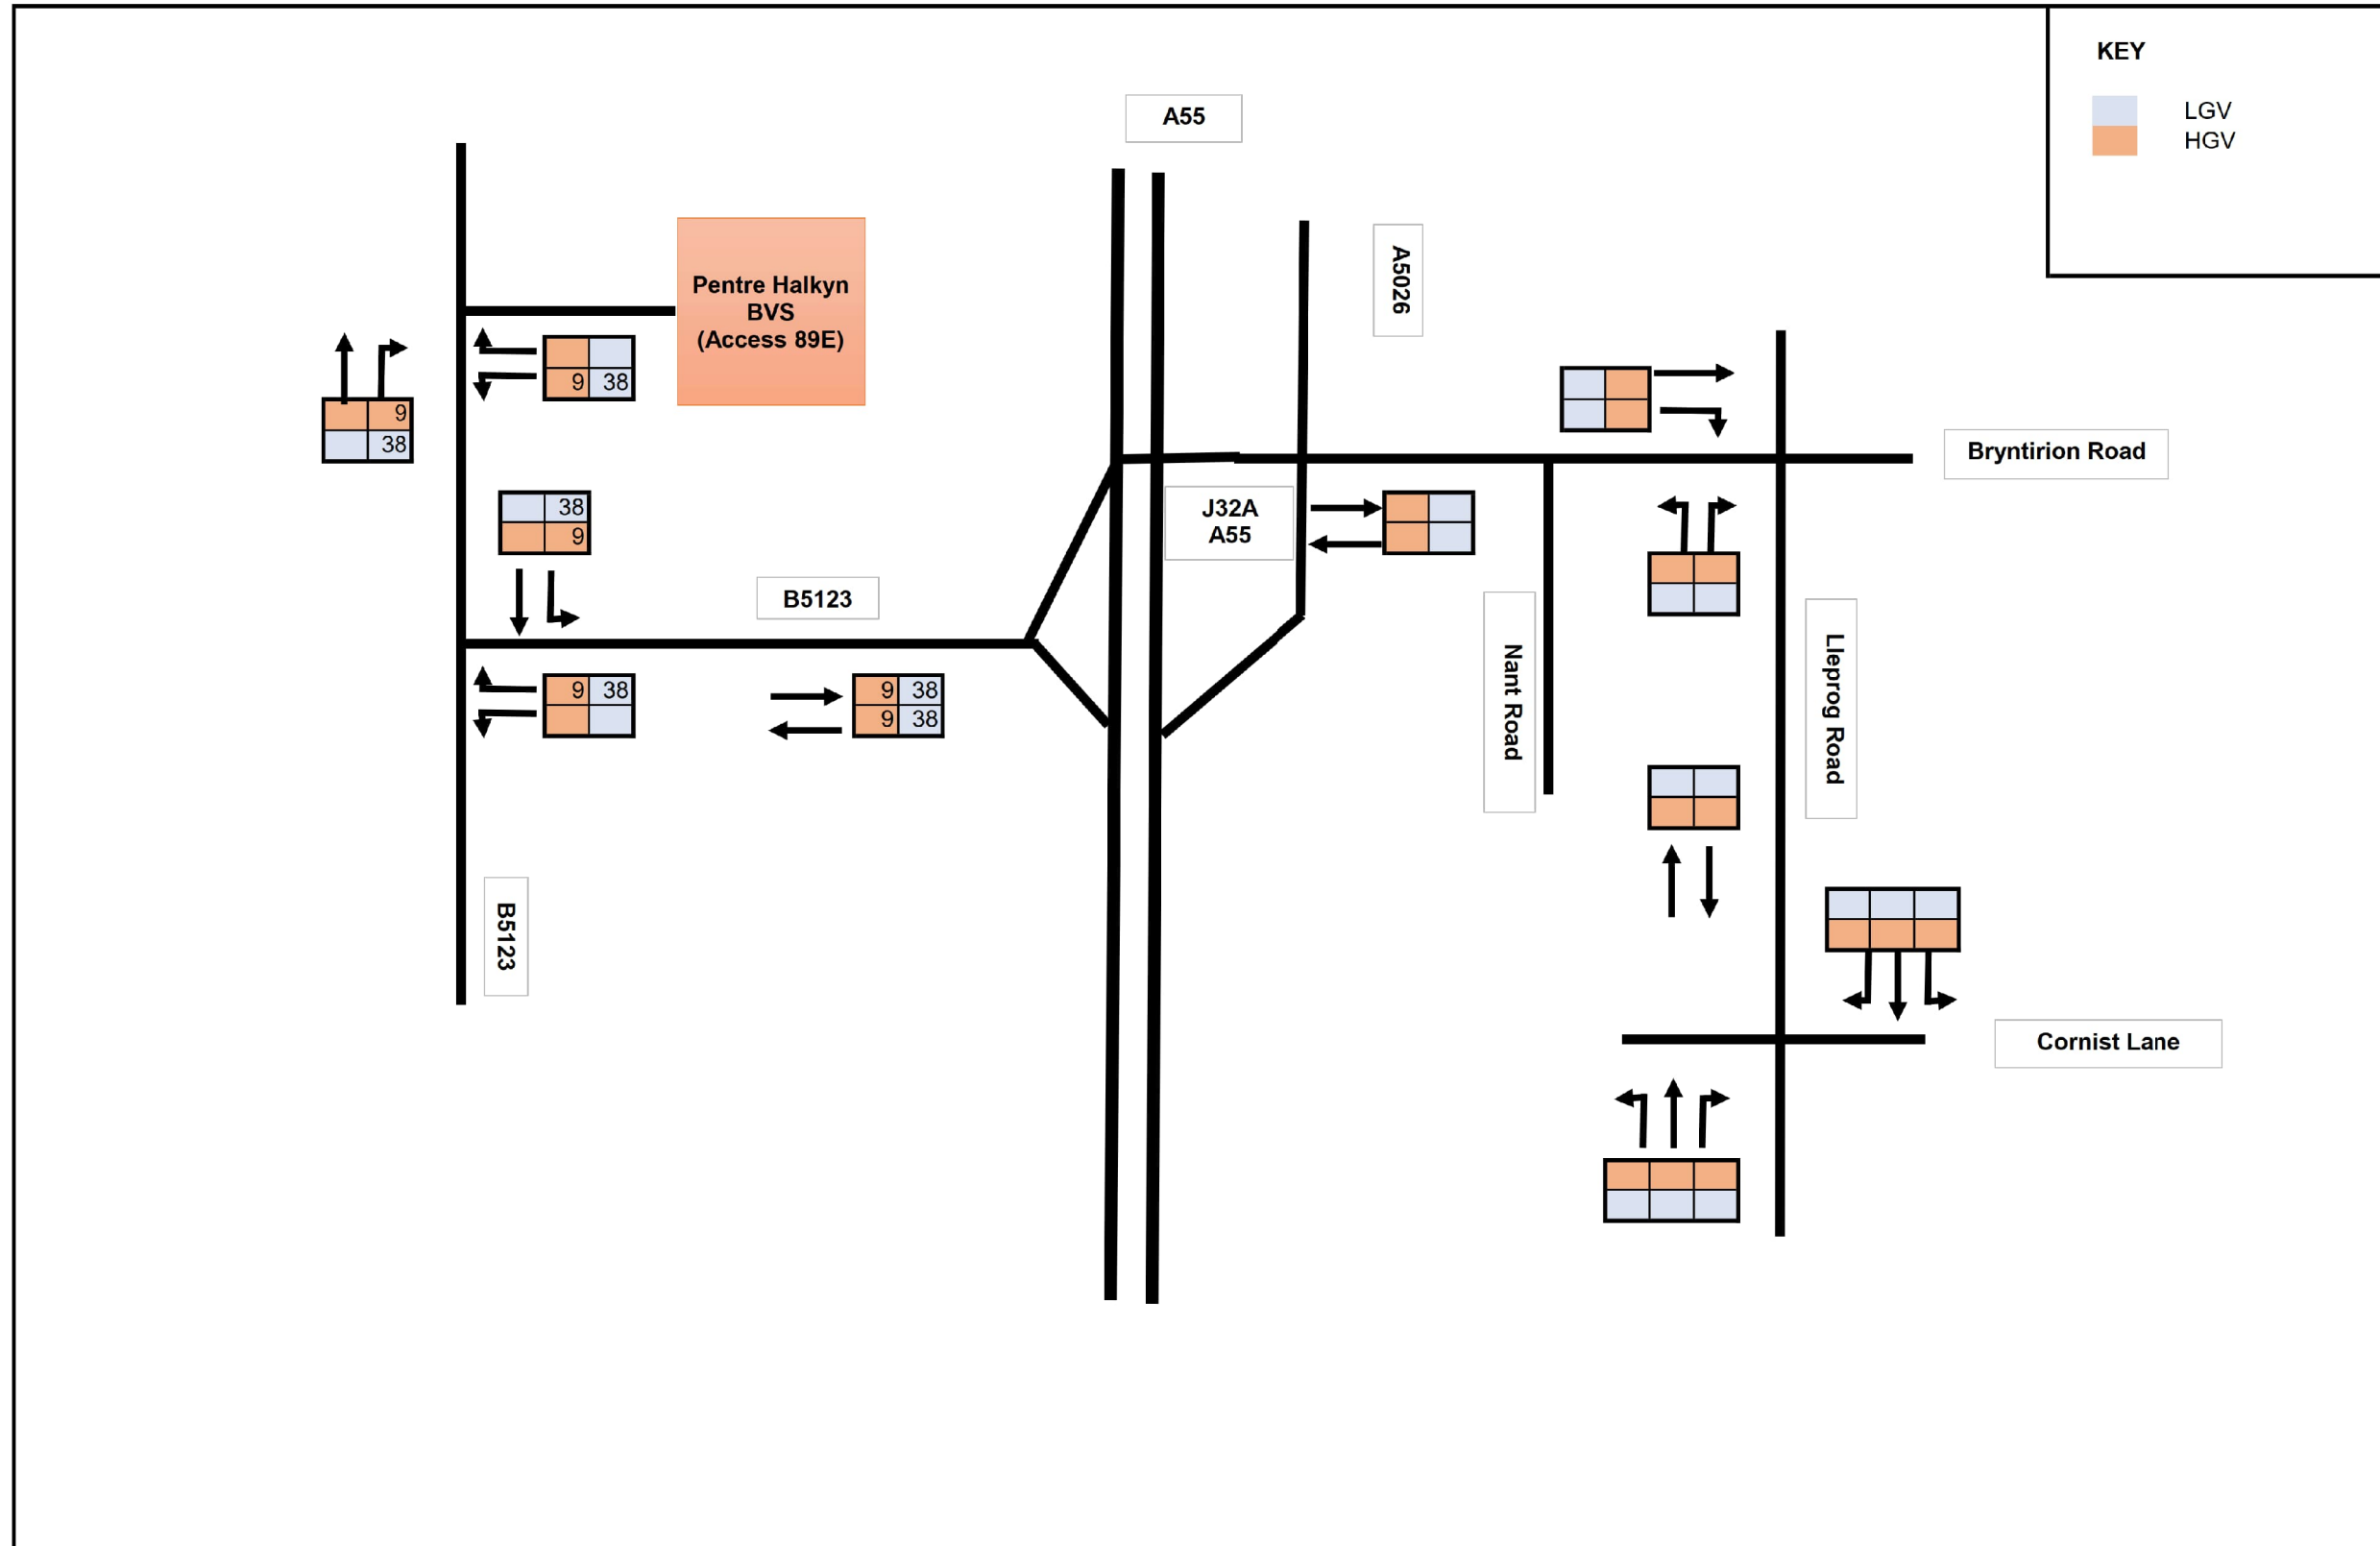 KEY
LGV
HGV
A55
A5026
Pentre Halkyn
BVS
(Access 89E)
9 38
9
38
Bryntirion Road
38
9
J32A
A55
B5123
Nant Road
Lleprog Road
9 38
9 38
9 38
B5123
Cornist Lane